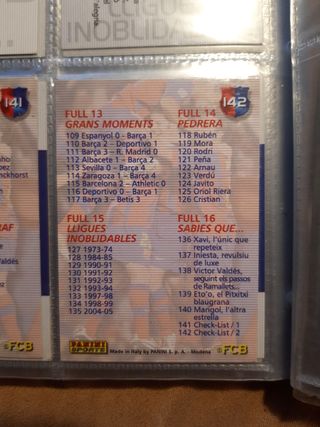 LLIGUES
INOBLIDA
141
142
FULL 13
GRANS MOMENTS
109 Espanyol 0 - Barça 1
110 Barça 2 - Deportivo 1
111 Barça 3 - R. Madrid 0
112 Albacete 1 - Barça 2
113 Sevilla 0 - Barça 4
114 Zaragoza 1 - Barça 4
115 Barcelona 2 - Athletic 0
116 Deportivo 0 - Barça 1
117 Barça 3 - Betis 3
FULL 14
PEDRERA
118 Rubén
119 Mora
120 Rodri
121 Peña
122 Arnau
123 Verdú
124 Javito
125 Oriol Riera
126 Cristian
FULL 15
LLIGUES
INOBLIDABLES
127 1973-74
128 1984-85
129 1990-91
130 1991-92
131 1992-93
132 1993-94
133 1997-98
134 1998-99
135 2004-05
FULL 16
SABIES QUE...
136 Xavi, l'únic que
repeteix
137 Iniesta, revulsiu
de luxe
138 Víctor Valdés,
seguint els passos
de Ramallets...
139 Eto'o, el Pitxitxi
blaugrana
140 Marigol, l'altra
estrella
141 Check-List / 1
142 Check-List / 2
PANINI
SPORTS
Made in Italy by PANINI S. p. A. - Modena
© FCB
© FCB